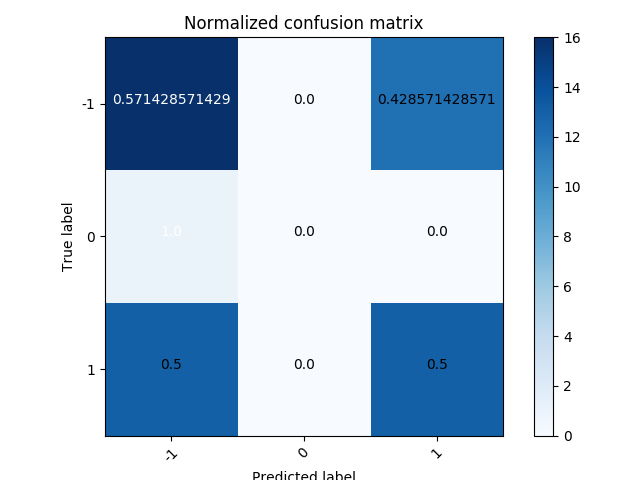 Normalized confusion matrix
True label
-1 0.571428571429 0.0 0.428571428571
0 1.0 0.0 0.0
1 0.5 0.0 0.5
-1 0 1
Predicted label
16
14
12
10
8
6
4
2
0